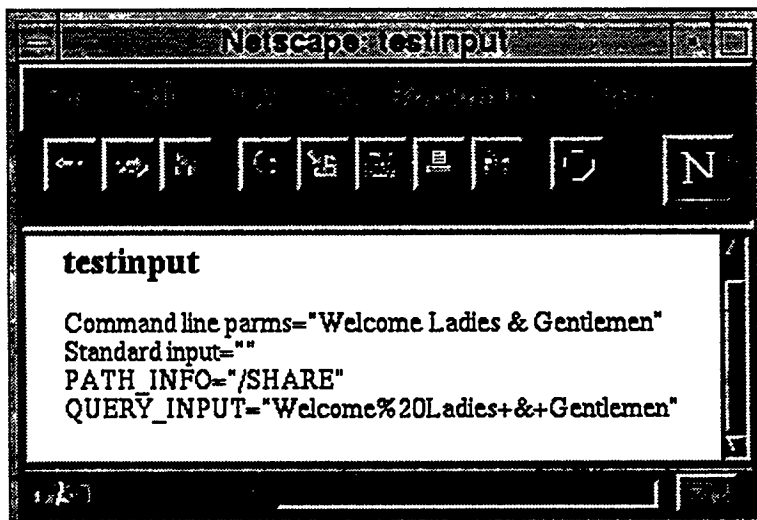 Netscape: testinput
N
testinput
Command line parms="Welcome Ladies & Gentlemen"
Standard input=""
PATH_INFO="/SHARE"
QUERY_INPUT="Welcome%20Ladies+&+Gentlemen"